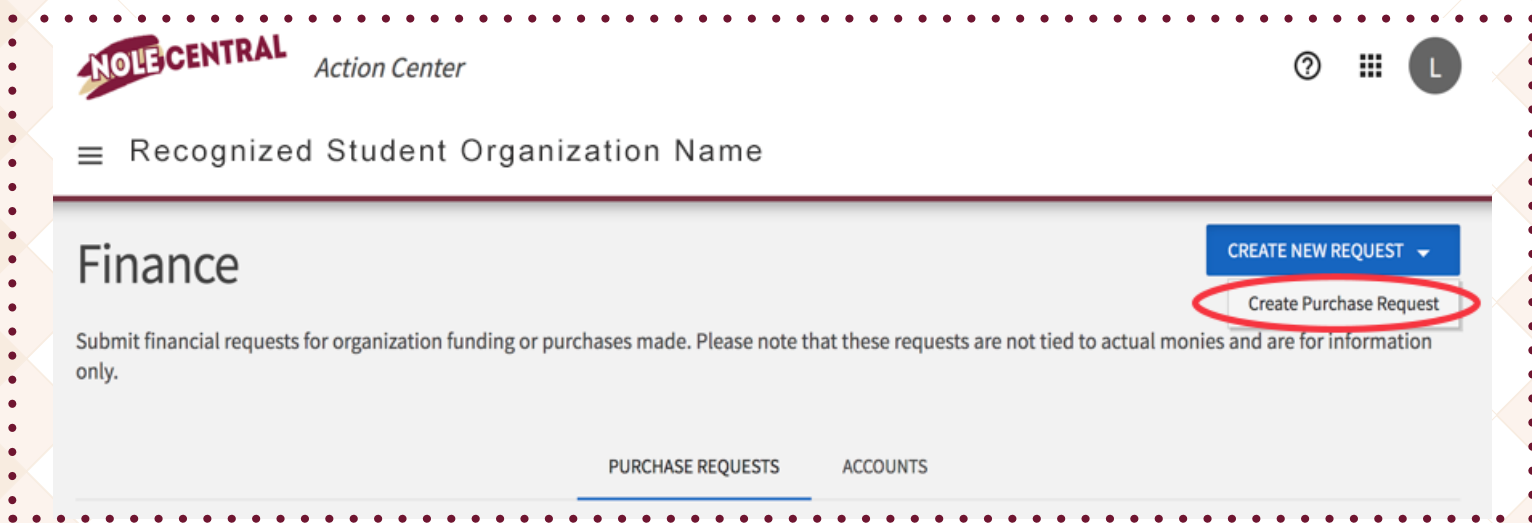 NOLECENTRAL
Action Center
L
Recognized Student Organization Name
Finance
CREATE NEW REQUEST
Create Purchase Request
Submit financial requests for organization funding or purchases made. Please note that these requests are not tied to actual monies and are for information
only.
PURCHASE REQUESTS
ACCOUNTS